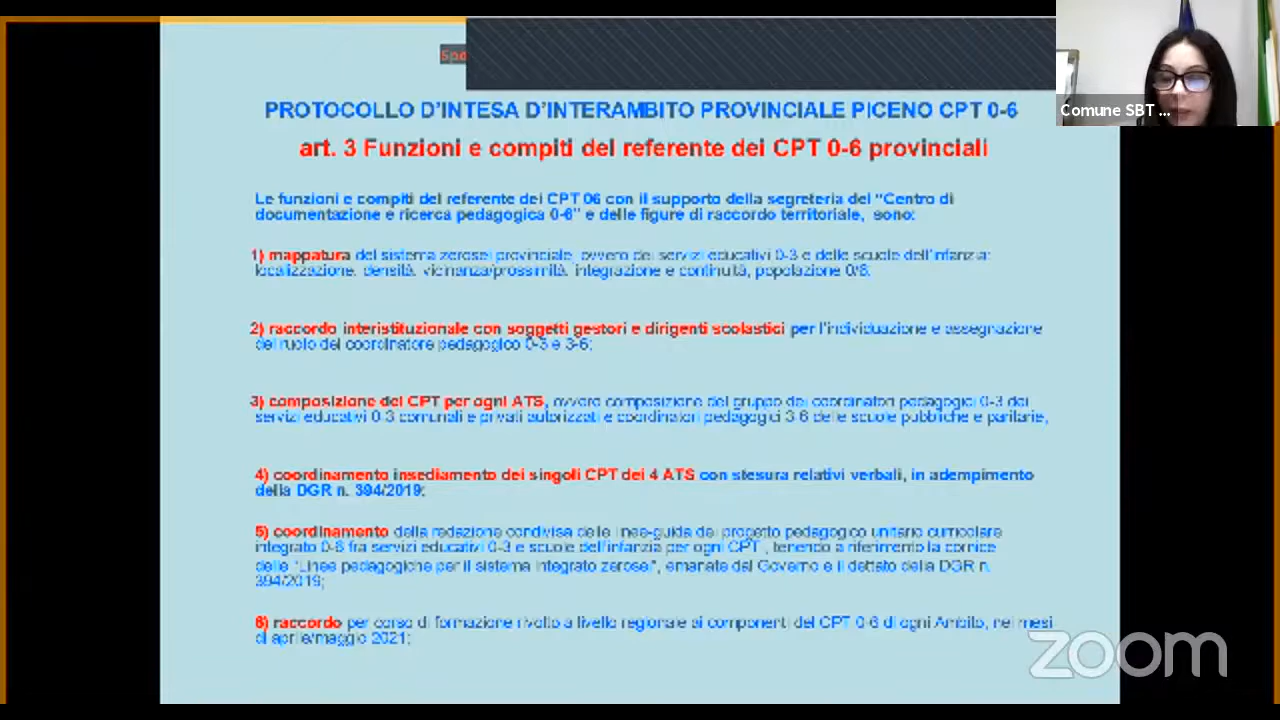 Spo
PROTOCOLLO D'INTESA D'INTERAMBITO PROVINCIALE PICENO CPT 0-6
art. 3 Funzioni e compiti del referente dei CPT 0-6 provinciali
Comune SBT ...
Le funzioni e compiti del referente dei CPT 06 con il supporto della segreteria del "Centro di
documentazione e ricerca pedagogica 0-6" e delle figure di raccordo territoriale, sono:
1) mappatura del sistema zerosei provinciale, ovvero dei servizi educativi 0-3 e delle scuole dell'infanzia:
localizzazione, densità, vicinanza/prossimità, integrazione e continuità, popolazione 0/6;
2) raccordo interistituzionale con soggetti gestori e dirigenti scolastici per l'individuazione e assegnazione
del ruolo del coordinatore pedagogico 0-3 e 3-6;
3) composizione del CPT per ogni ATS, ovvero composizione del gruppo dei coordinatori pedagogici 0-3 dei
servizi educativi 0-3 comunali e privati autorizzati e coordinatori pedagogici 3-6 delle scuole pubbliche e paritarie,
4) coordinamento insediamento dei singoli CPT dei 4 ATS con stesura relativi verbali, in adempimento
della DGR n. 394/2019;
5) coordinamento della redazione condivisa delle linee-guida del progetto pedagogico unitario curricolare
integrato 0-6 fra servizi educativi 0-3 e scuole dell'infanzia per ogni CPT , tenendo a riferimento la cornice
delle "Linee pedagogiche per il sistema integrato zerosei", emanate dal Governo e il dettato della DGR n.
394/2019;
6) raccordo per corso di formazione rivolto a livello regionale ai componenti del CPT 0-6 di ogni Ambito, nei mesi
di aprile/maggio 2021;
zoom